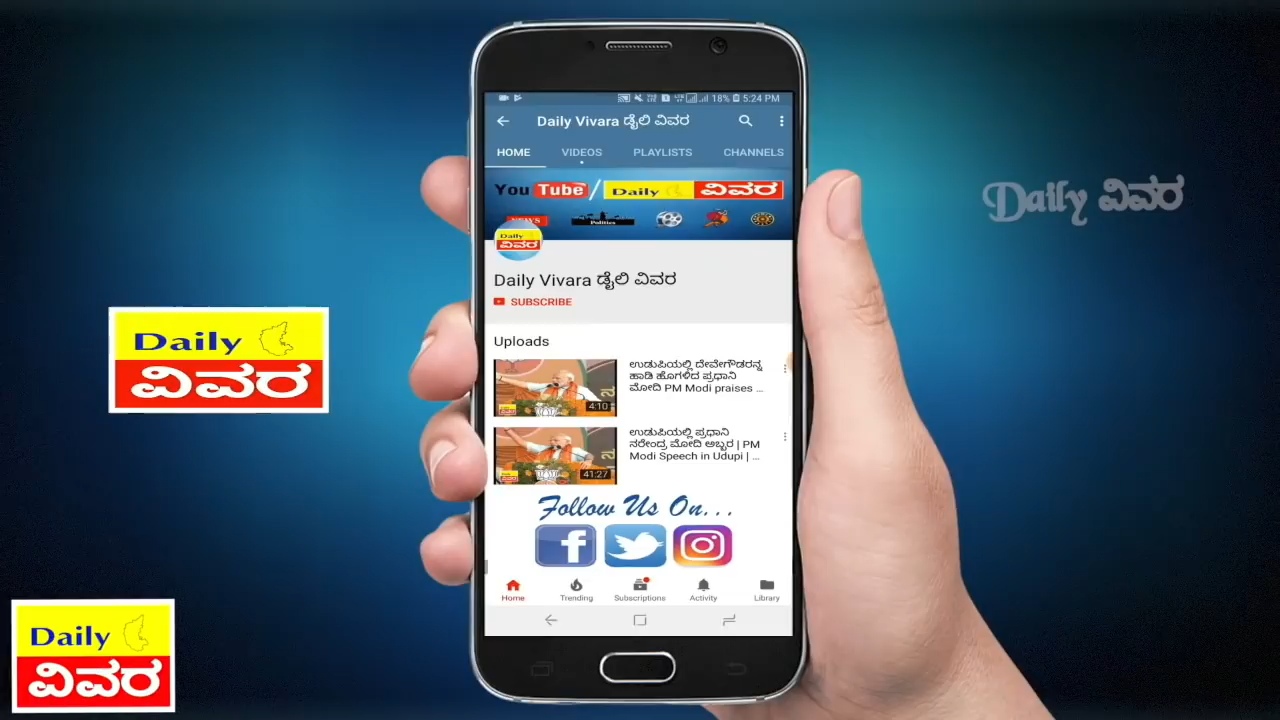 18% 5:24 PM
Daily Vivara ಡೈಲಿ ವಿವರ
HOME VIDEOS PLAYLISTS CHANNELS
YouTube/Daily ವಿವರ
NEWS Politics
Daily
ವಿವರ
Daily Vivara ಡೈಲಿ ವಿವರ
SUBSCRIBE
Uploads
ಉಡುಪಿಯಲ್ಲಿ ದೇವೇಗೌಡರನ್ನ
ಹಾಡಿ ಹೊಗಳಿದ ಪ್ರಧಾನಿ
ಮೋದಿ PM Modi praises ...
4:10
ಉಡುಪಿಯಲ್ಲಿ ಪ್ರಧಾನಿ
ನರೇಂದ್ರ ಮೋದಿ ಅಬ್ಬರ | PM
Modi Speech in Udupi | ...
41:27
Follow Us On...
Home Trending Subscriptions Activity Library
Daily ವಿವರ
Daily
ವಿವರ
Daily
ವಿವರ